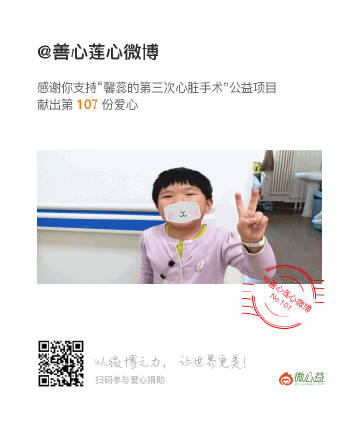 @善心莲心微博
感谢你支持“馨蕊的第三次心脏手术”公益项目
献出第 107 份爱心
@善心莲心微博
No.107
以微博之力，让世界更美！
扫码参与爱心捐助
微公益